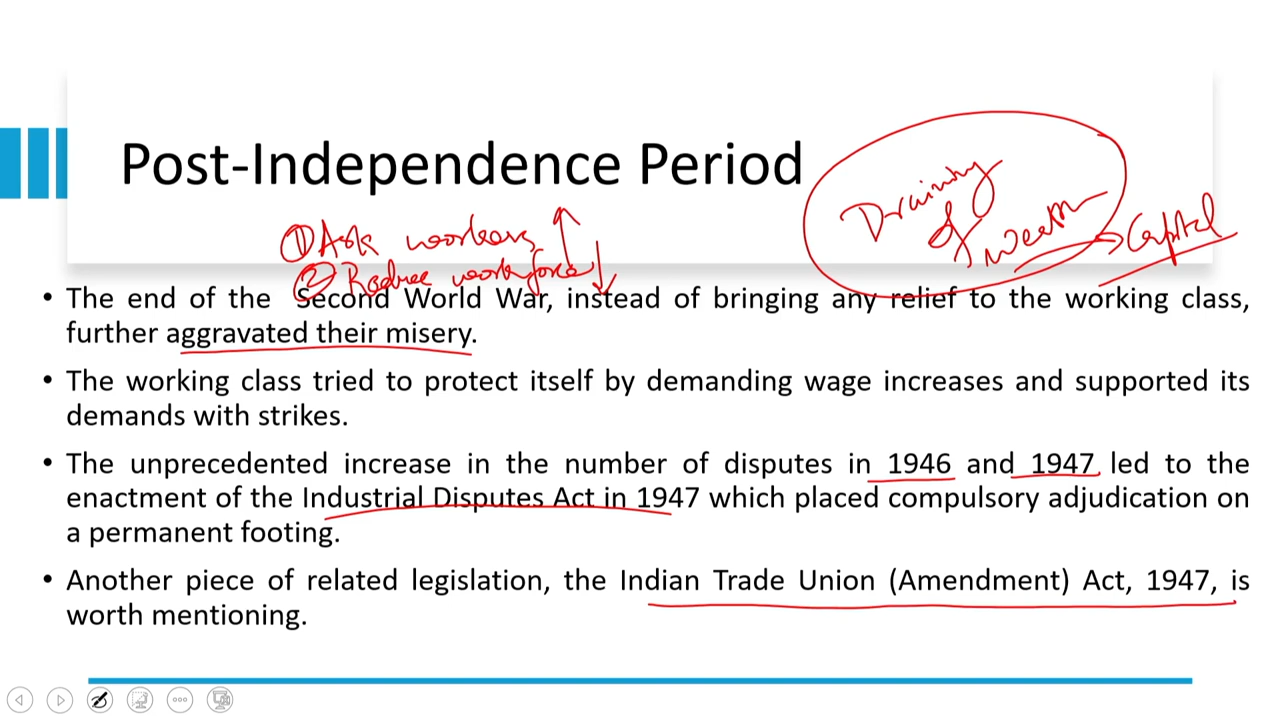 Post-Independence Period
Draining
of
Wealth
Capital
① Ask workers
② Reduce workforce
• The end of the Second World War, instead of bringing any relief to the working class,
further aggravated their misery.
• The working class tried to protect itself by demanding wage increases and supported its
demands with strikes.
• The unprecedented increase in the number of disputes in 1946 and 1947 led to the
enactment of the Industrial Disputes Act in 1947 which placed compulsory adjudication on
a permanent footing.
• Another piece of related legislation, the Indian Trade Union (Amendment) Act, 1947, is
worth mentioning.